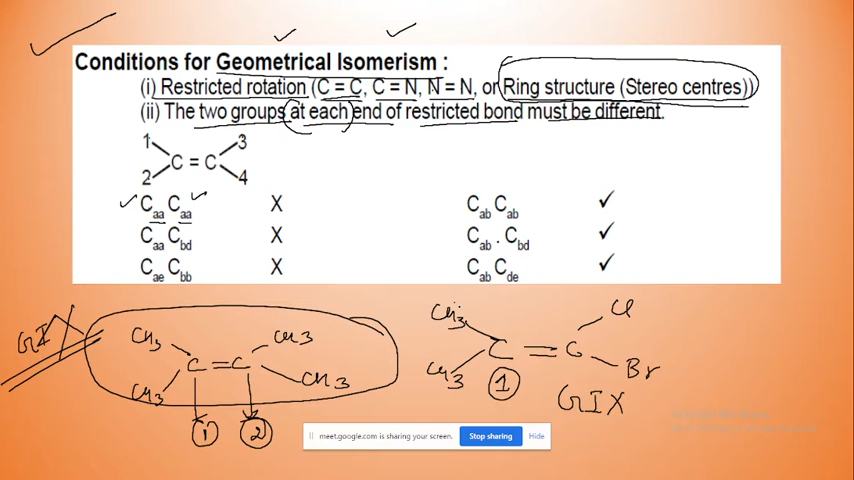 Conditions for Geometrical Isomerism :
(i) Restricted rotation (C = C, C = N, N = N, or Ring structure (Stereo centres))
(ii) The two groups at each end of restricted bond must be different.
1 3
C = C
2 4
Caa Caa X Cab Cab ✓
Caa Cbd X Cab . Cbd ✓
Cae Cbb X Cab Cde ✓
GI X
CH3 CH3
C = C
CH3 CH3
1 2
CH3 Cl
C = C
CH3 1 Br
GI X
meet.google.com is sharing your screen. Stop sharing Hide